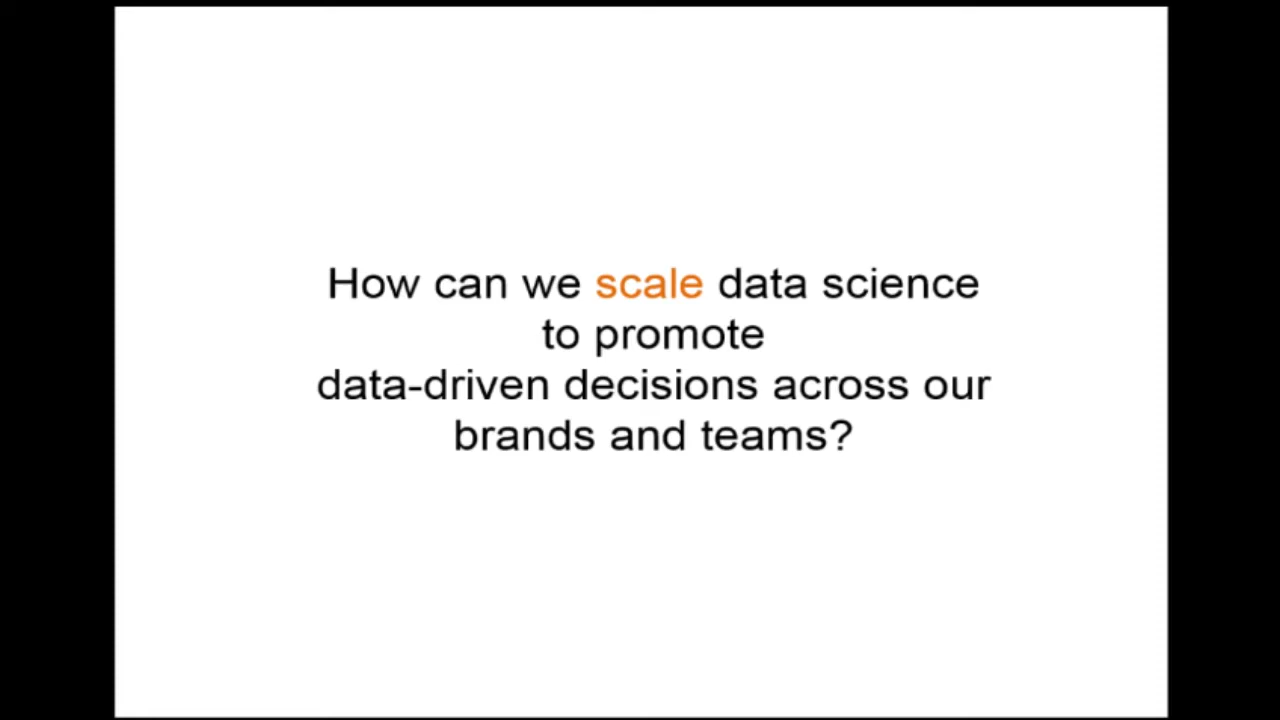 How can we scale data science
to promote
data-driven decisions across our
brands and teams?